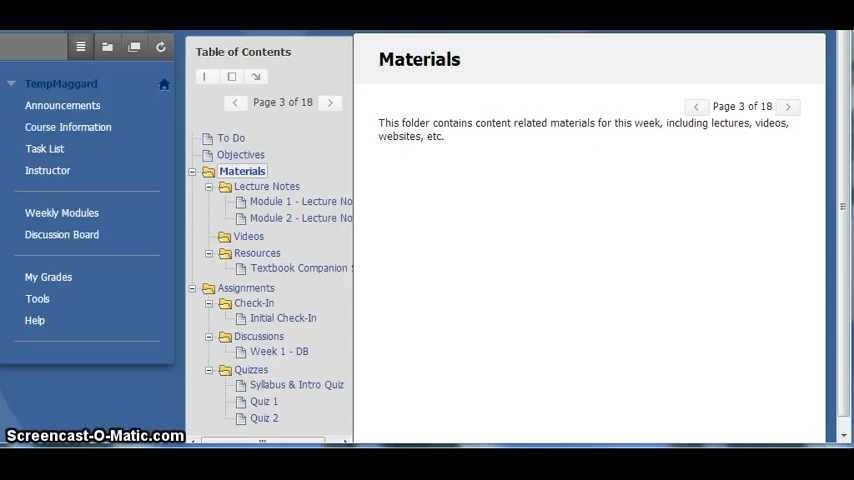 TempMaggard
Announcements
Course Information
Task List
Instructor
Weekly Modules
Discussion Board
My Grades
Tools
Help
Table of Contents
Page 3 of 18
To Do
Objectives
Materials
Lecture Notes
Module 1 - Lecture No
Module 2 - Lecture No
Videos
Resources
Textbook Companion S
Assignments
Check-In
Initial Check-In
Discussions
Week 1 - DB
Quizzes
Syllabus & Intro Quiz
Quiz 1
Quiz 2
Materials
Page 3 of 18
This folder contains content related materials for this week, including lectures, videos,
websites, etc.
Screencast-O-Matic.com